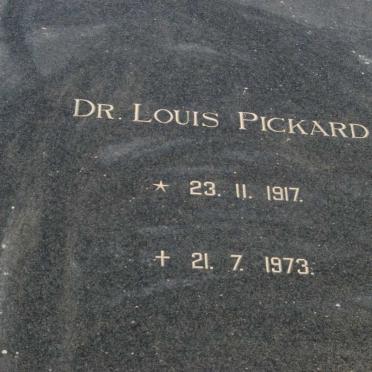 DR. LOUIS PICKARD
* 23. 11. 1917.
† 21. 7. 1973.